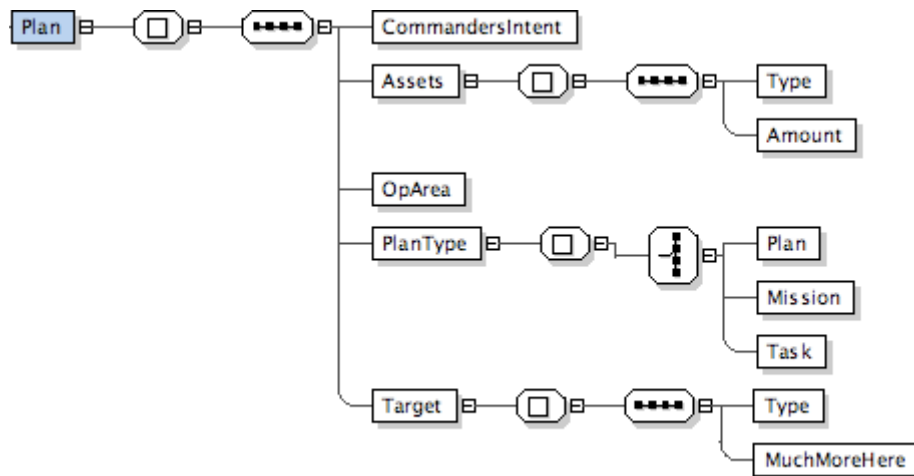 Plan
CommandersIntent
Assets
Type
Amount
OpArea
PlanType
Plan
Mission
Task
Target
Type
MuchMoreHere